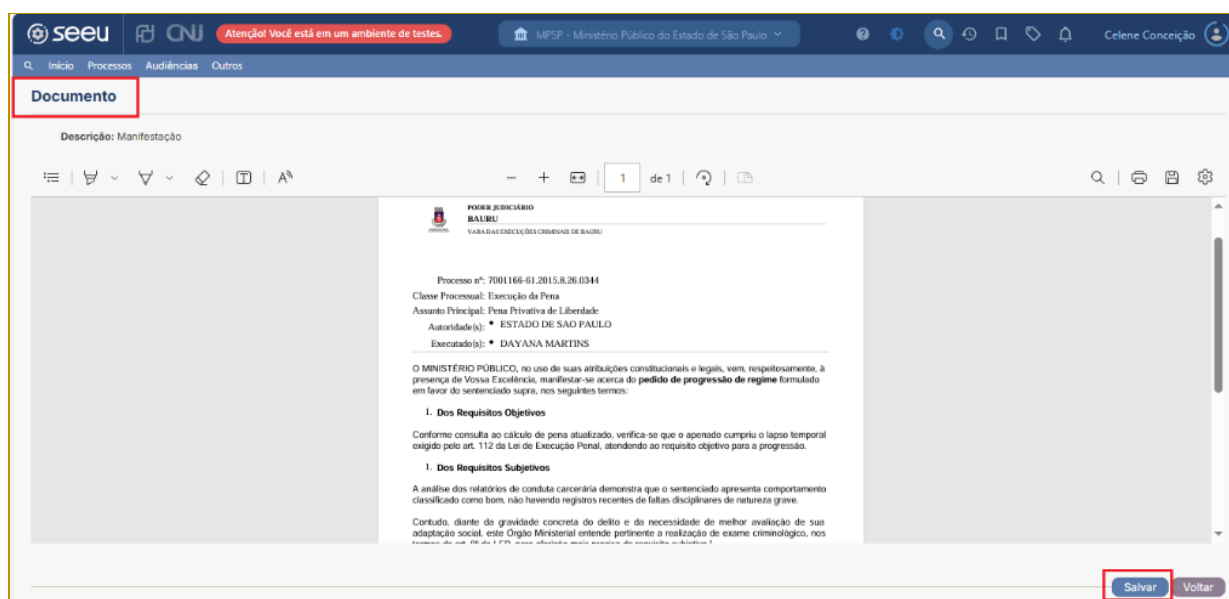 seeu CNJ Atenção! Você está em um ambiente de testes. MPSP - Ministério Público do Estado de São Paulo Celene Conceição
Início Processos Audiências Outros
Documento
Descrição: Manifestação
1 de 1
PODER JUDICIÁRIO
BAURU
VARA DAS EXECUÇÕES CRIMINAIS DE BAURU
Processo nº: 7001166-61.2015.8.26.0344
Classe Processual: Execução da Pena
Assunto Principal: Pena Privativa de Liberdade
Autoridade(s): • ESTADO DE SAO PAULO
Executado(s): • DAYANA MARTINS
O MINISTÉRIO PÚBLICO, no uso de suas atribuições constitucionais e legais, vem, respeitosamente, à
presença de Vossa Excelência, manifestar-se acerca do pedido de progressão de regime formulado
em favor do sentenciado supra, nos seguintes termos:
1. Dos Requisitos Objetivos
Conforme consulta ao cálculo de pena atualizado, verifica-se que o apenado cumpriu o lapso temporal
exigido pelo art. 112 da Lei de Execução Penal, atendendo ao requisito objetivo para a progressão.
1. Dos Requisitos Subjetivos
A análise dos relatórios de conduta carcerária demonstra que o sentenciado apresenta comportamento
classificado como bom, não havendo registros recentes de faltas disciplinares de natureza grave.
Contudo, diante da gravidade concreta do delito e da necessidade de melhor avaliação de sua
adaptação social, este Órgão Ministerial entende pertinente a realização de exame criminológico, nos
Salvar Voltar